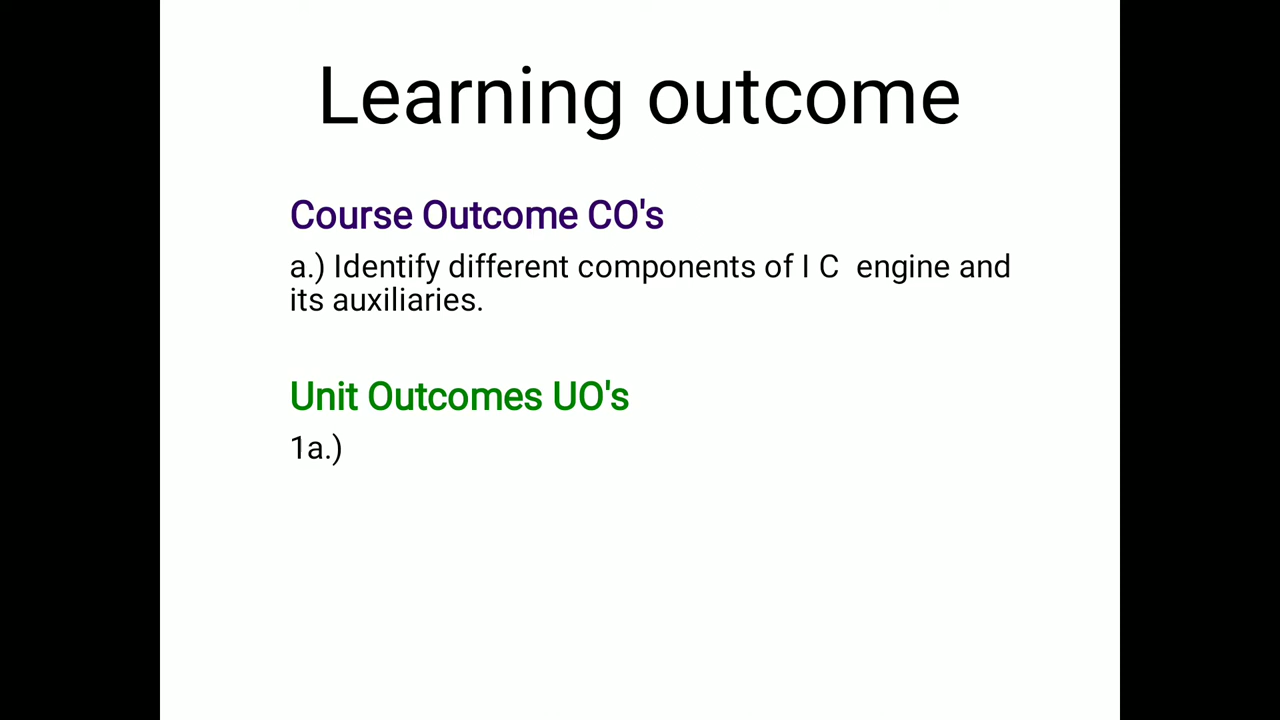 Learning outcome
Course Outcome CO's
a.) Identify different components of I C  engine and
its auxiliaries.
Unit Outcomes UO's
1a.)